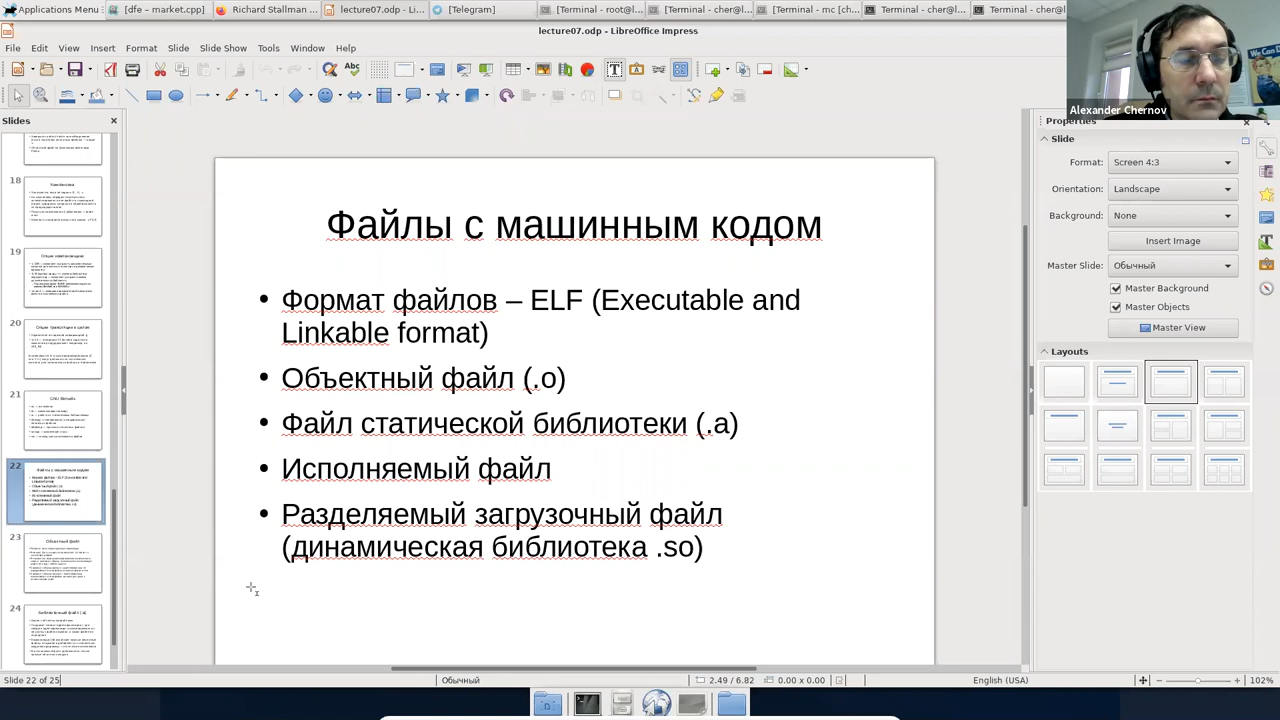 Applications Menu
[dfe – market.cpp]
Richard Stallman ...
lecture07.odp - Li...
[Telegram]
[Terminal - root@l...
[Terminal - cher@l...
[Terminal - mc [ch...
Terminal - cher@l...
Terminal - cher@l...
lecture07.odp - LibreOffice Impress
File Edit View Insert Format Slide Slide Show Tools Window Help
Alexander Chernov
Slides
Properties
Slide
Format: Screen 4:3
Orientation: Landscape
Background: None
Insert Image
Master Slide: Обычный
Master Background
Master Objects
Master View
Layouts
18
19
20
21
22
Файлы с машинным кодом
23
Объектный файл
24
Файлы с машинным кодом
• Формат файлов – ELF (Executable and
Linkable format)
• Объектный файл (.o)
• Файл статической библиотеки (.a)
• Исполняемый файл
• Разделяемый загрузочный файл
(динамическая библиотека .so)
Slide 22 of 25
Обычный
2.49 / 6.82
0.00 x 0.00
English (USA)
102%